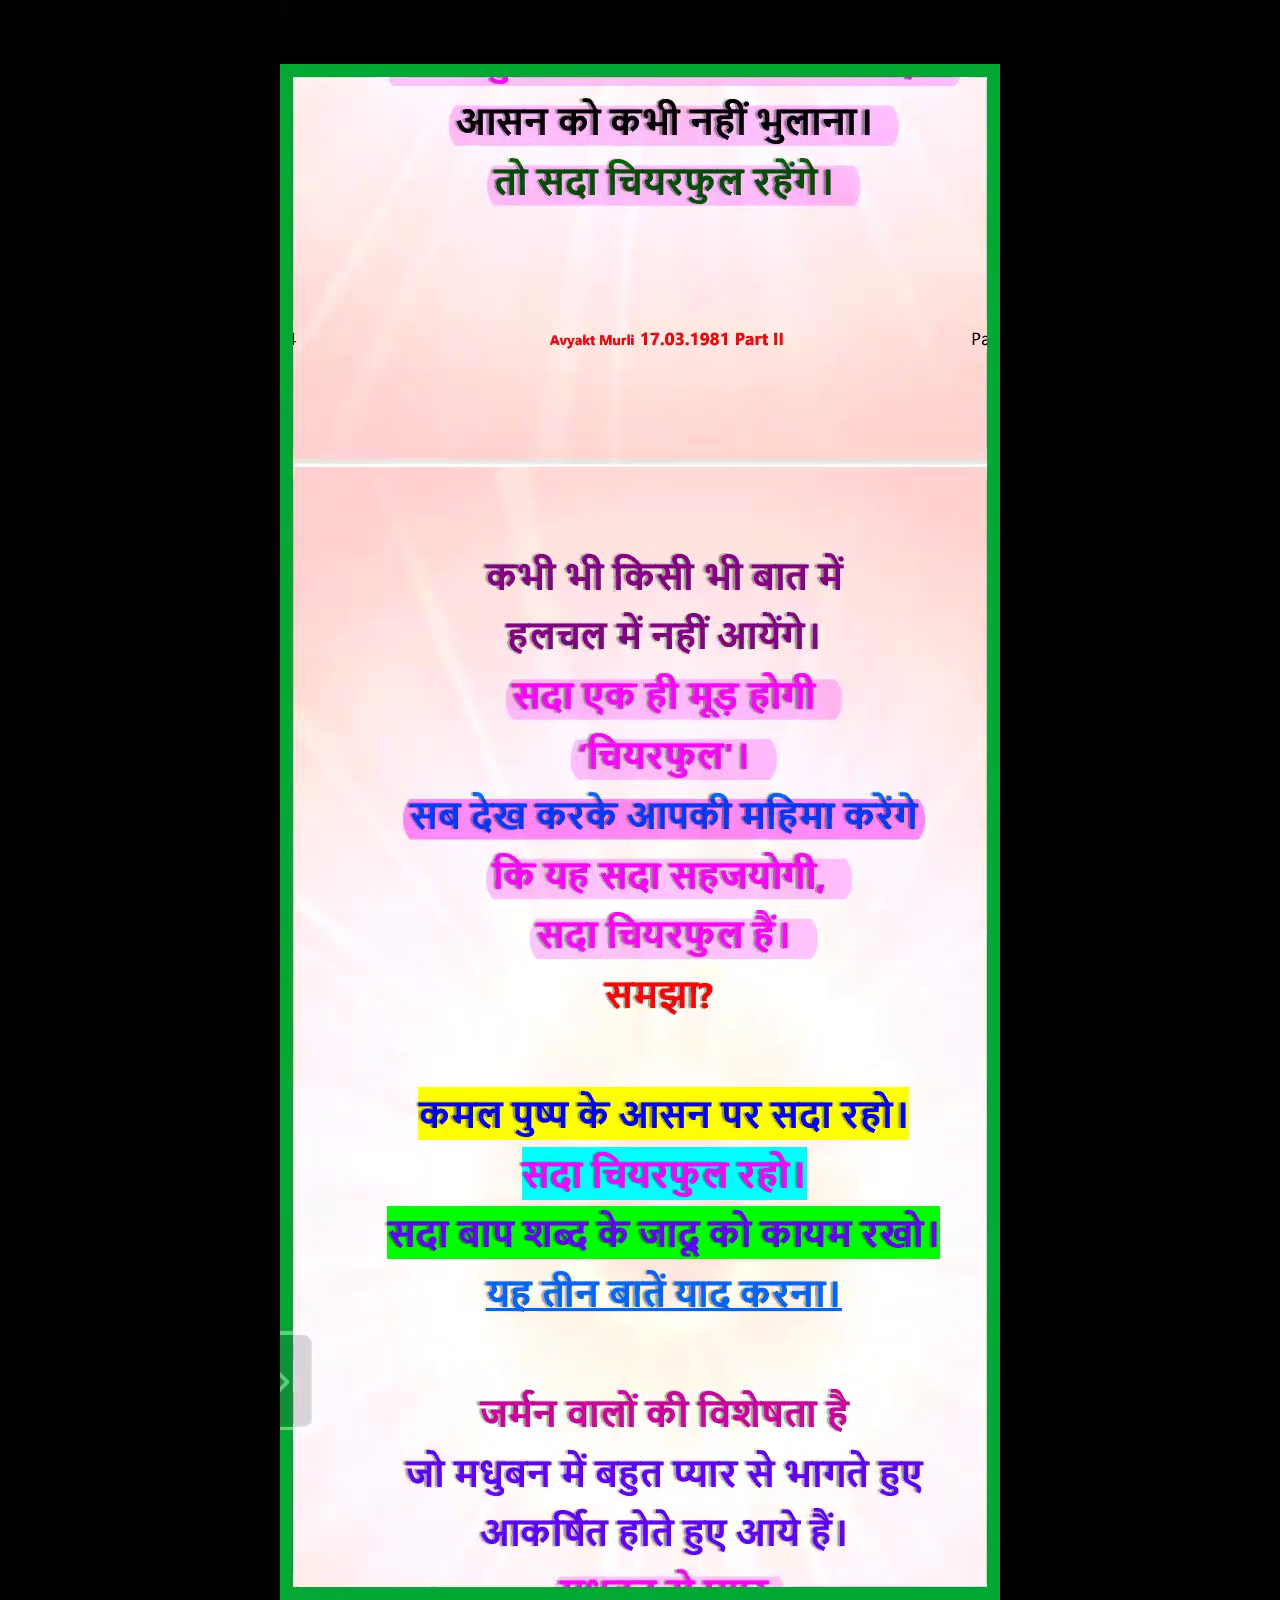 आसन को कभी नहीं भुलाना।
तो सदा चियरफुल रहेंगे।
Avyakt Murli 17.03.1981 Part II
कभी भी किसी भी बात में
हलचल में नहीं आयेंगे।
सदा एक ही मूड़ होगी
‘चियरफुल'।
सब देख करके आपकी महिमा करेंगे
कि यह सदा सहजयोगी,
सदा चियरफुल हैं।
समझा?
कमल पुष्प के आसन पर सदा रहो।
सदा चियरफुल रहो।
सदा बाप शब्द के जादू को कायम रखो।
यह तीन बातें याद करना।
जर्मन वालों की विशेषता है
जो मधुबन में बहुत प्यार से भागते हुए
आकर्षित होते हुए आये हैं।